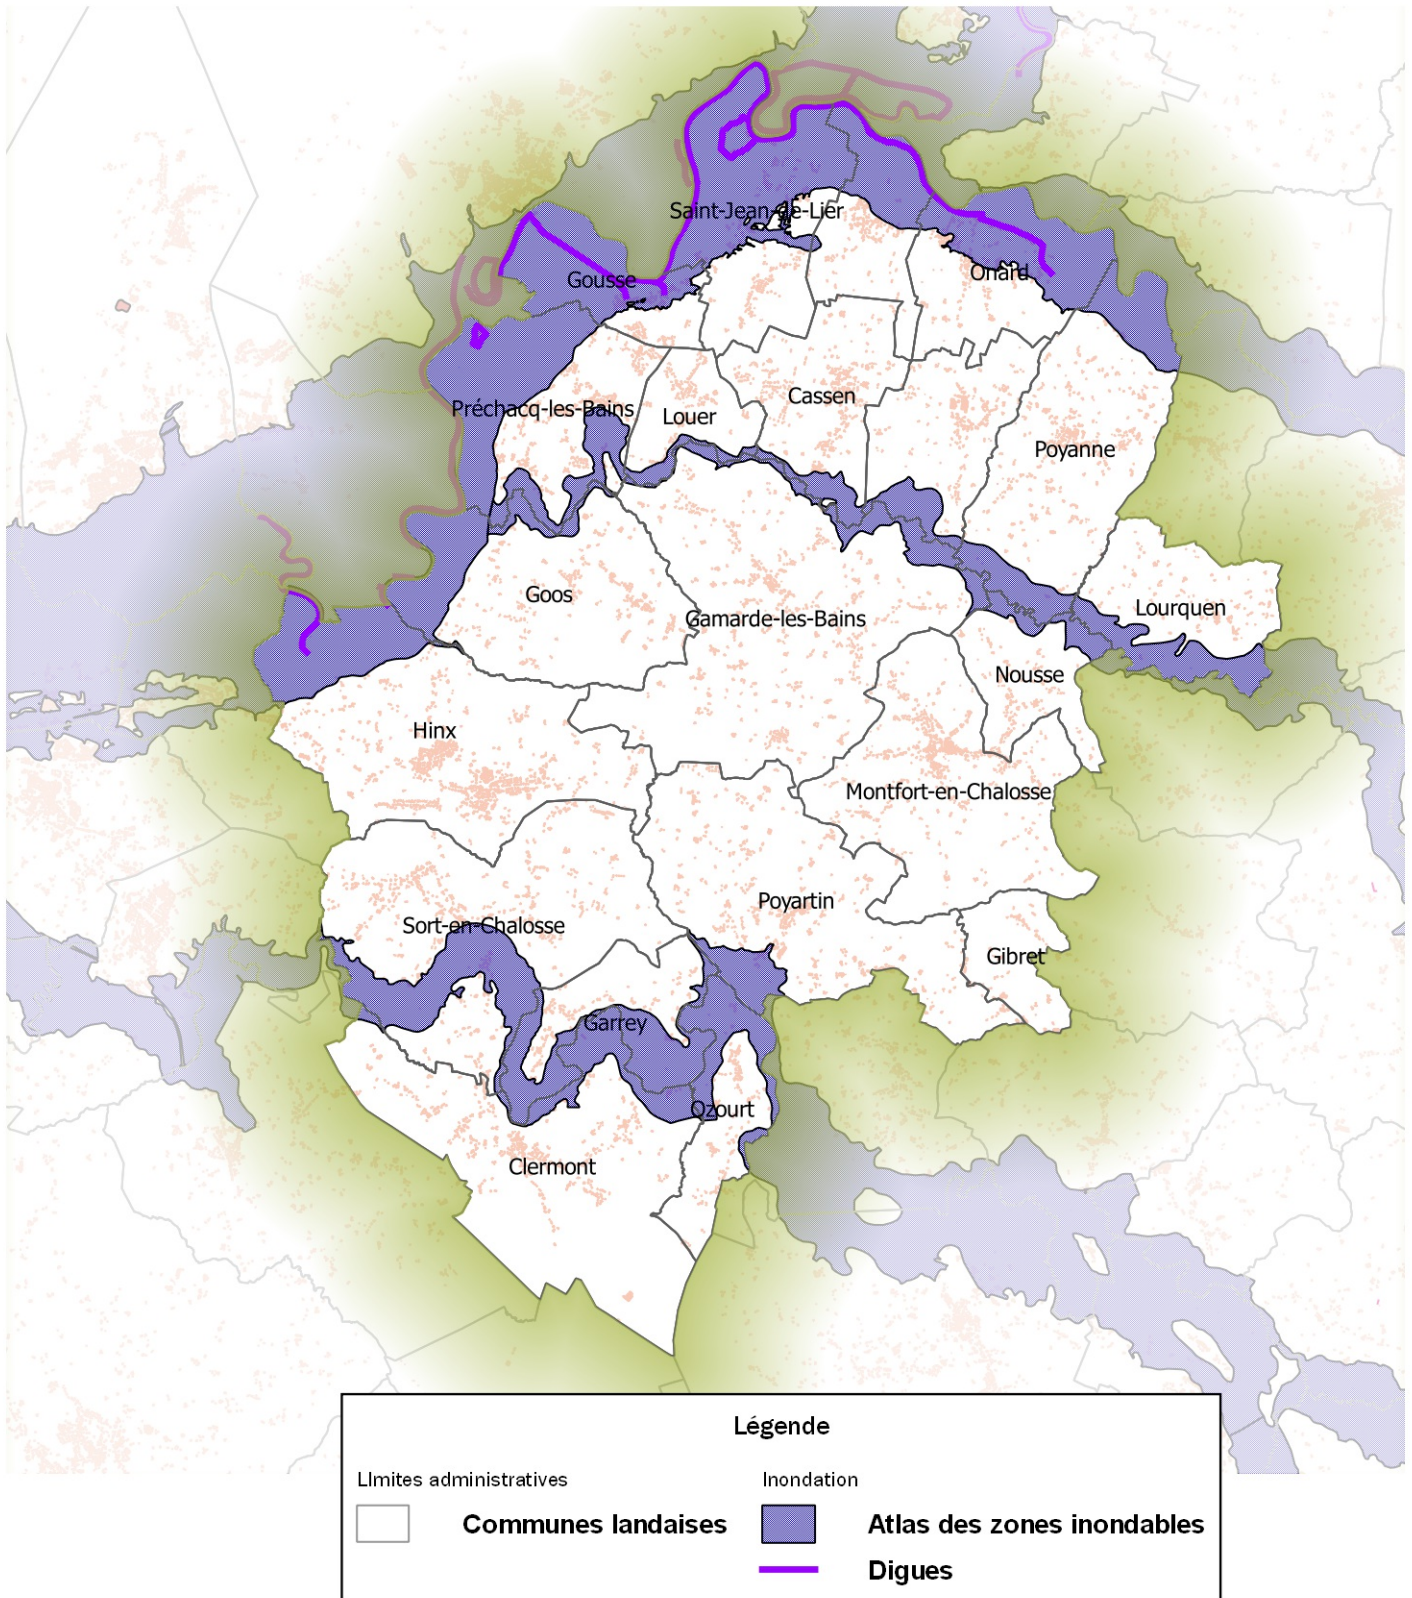 Saint-Jean-de-Lier
Onard
Gousse
Préchacq-les-Bains
Louer
Cassen
Poyanne
Goos
Gamarde-les-Bains
Lourquen
Nousse
Hinx
Montfort-en-Chalosse
Poyartin
Sort-en-Chalosse
Gibret
Garrey
Ozourt
Clermont
Légende
LImites administratives
Inondation
Communes landaises
Atlas des zones inondables
Digues